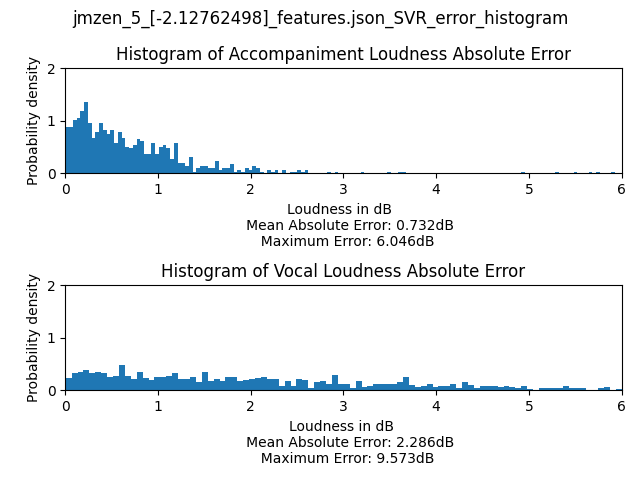 jmzen_5_[-2.12762498]_features.json_SVR_error_histogram
Histogram of Accompaniment Loudness Absolute Error
Probability density
2
1
0
0 1 2 3 4 5 6
Loudness in dB
Mean Absolute Error: 0.732dB
Maximum Error: 6.046dB
Histogram of Vocal Loudness Absolute Error
Probability density
2
1
0
0 1 2 3 4 5 6
Loudness in dB
Mean Absolute Error: 2.286dB
Maximum Error: 9.573dB